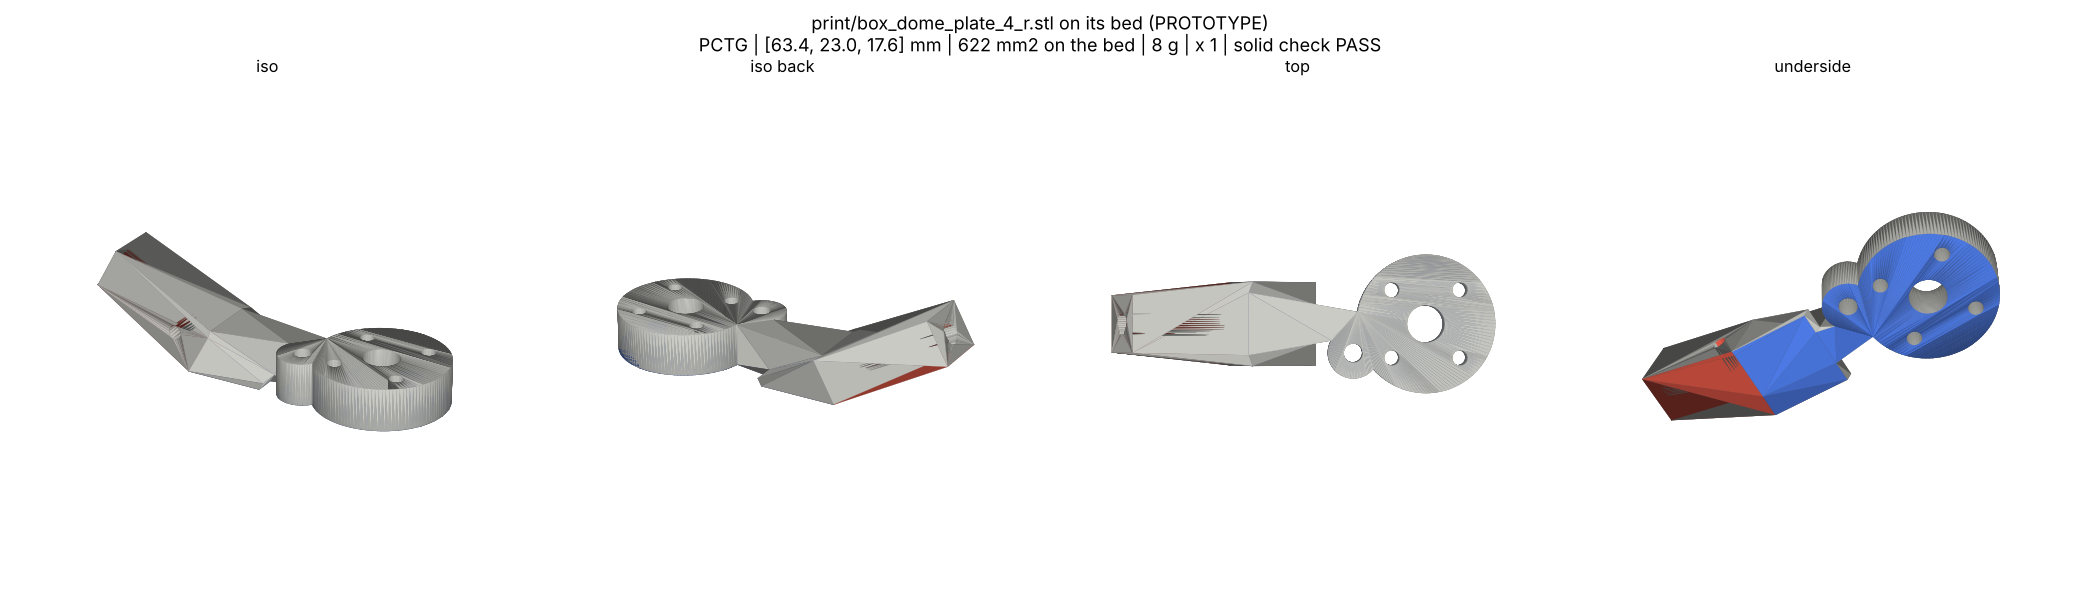 print/box_dome_plate_4_r.stl on its bed (PROTOTYPE)
PCTG | [63.4, 23.0, 17.6] mm | 622 mm2 on the bed | 8 g | x 1 | solid check PASS
iso
iso back
top
underside